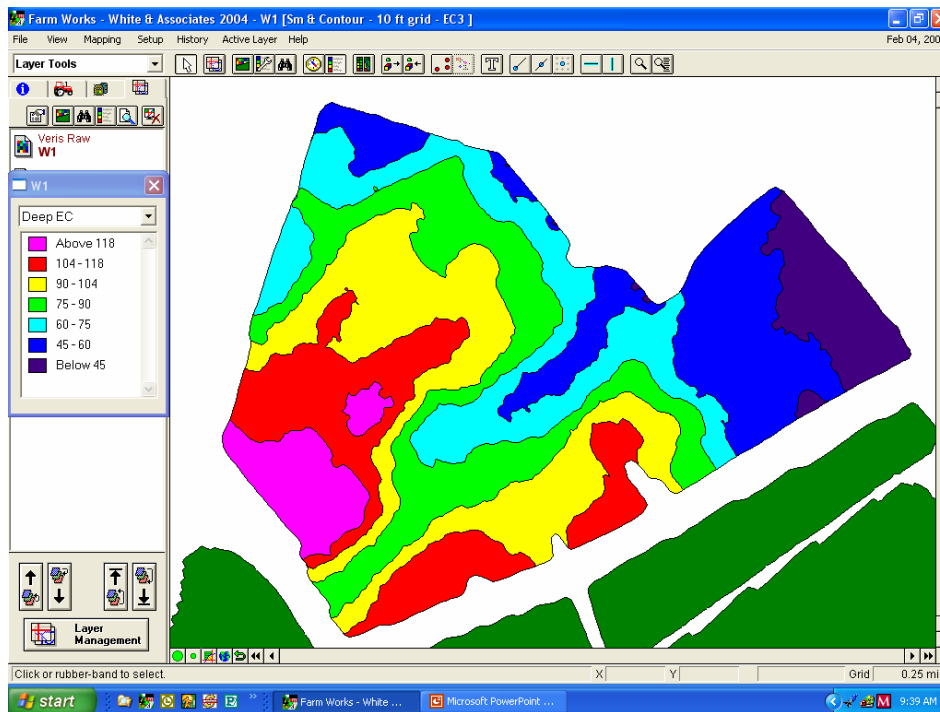 Farm Works - White & Associates 2004 - W1 [Sm & Contour - 10 ft grid - EC3 ]
File View Mapping Setup History Active Layer Help
Feb 04, 200
Layer Tools
Veris Raw
W1
W1
Deep EC
Above 118
104 - 118
90 - 104
75 - 90
60 - 75
45 - 60
Below 45
Layer
Management
Click or rubber-band to select.
X
Y
Grid
0.25 mi
start
Farm Works - White ...
Microsoft PowerPoint ...
9:39 AM